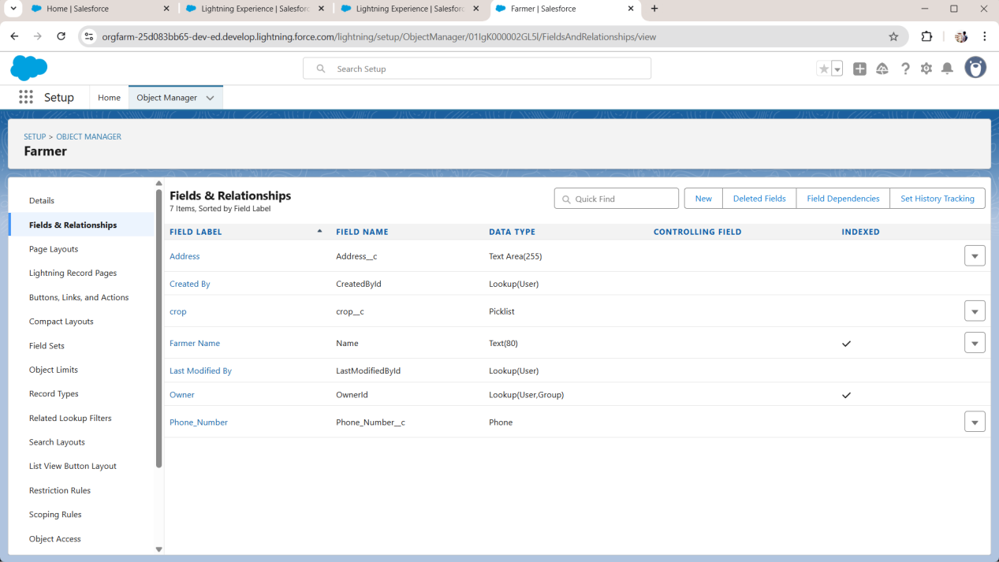 Home | Salesforce
Lightning Experience | Salesforc
Lightning Experience | Salesforc
Farmer | Salesforce
orgfarm-25d083bb65-dev-ed.develop.lightning.force.com/lightning/setup/ObjectManager/01IgK000002GL5l/FieldsAndRelationships/view
Search Setup
Setup
Home
Object Manager
SETUP > OBJECT MANAGER
Farmer
Details
Fields & Relationships
Page Layouts
Lightning Record Pages
Buttons, Links, and Actions
Compact Layouts
Field Sets
Object Limits
Record Types
Related Lookup Filters
Search Layouts
List View Button Layout
Restriction Rules
Scoping Rules
Object Access
Fields & Relationships
7 Items, Sorted by Field Label
Quick Find
New
Deleted Fields
Field Dependencies
Set History Tracking
FIELD LABEL FIELD NAME DATA TYPE CONTROLLING FIELD INDEXED
Address Address__c Text Area(255)
Created By CreatedById Lookup(User)
crop crop__c Picklist
Farmer Name Name Text(80)
Last Modified By LastModifiedById Lookup(User)
Owner OwnerId Lookup(User,Group)
Phone_Number Phone_Number__c Phone